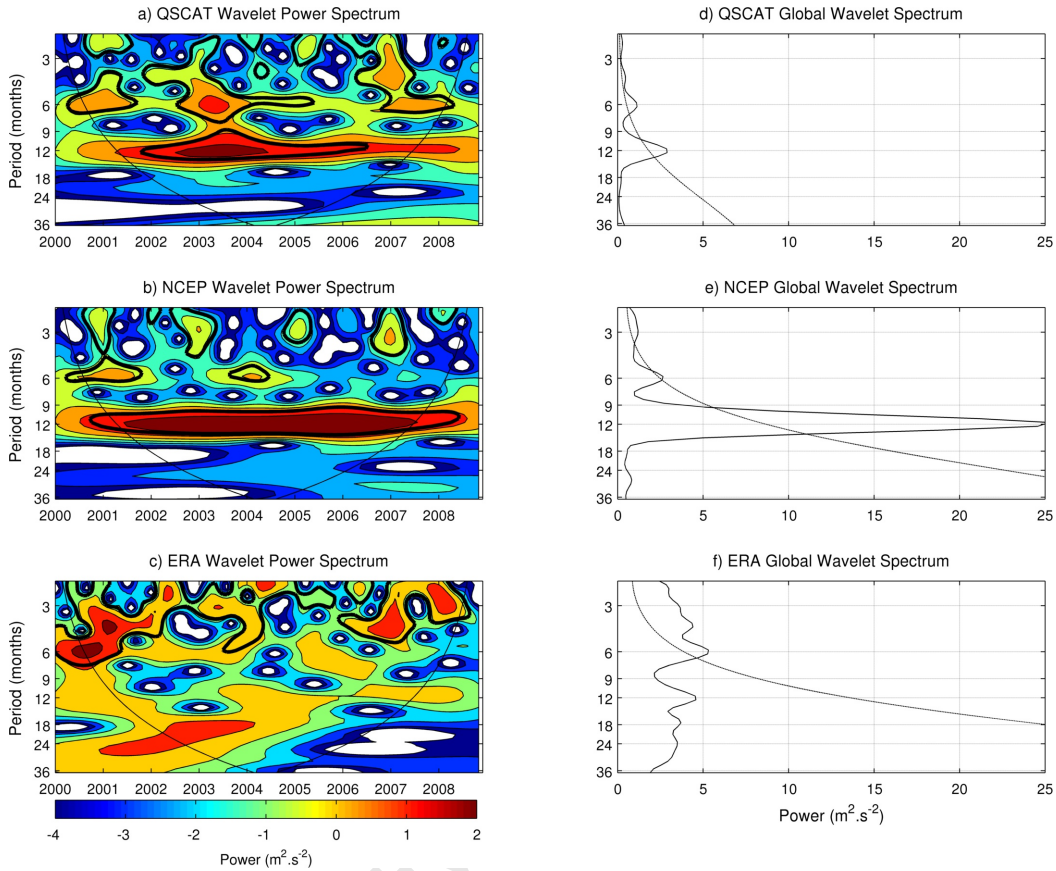 a) QSCAT Wavelet Power Spectrum
Period (months)
3
6
9
12
18
24
36
2000 2001 2002 2003 2004 2005 2006 2007 2008
d) QSCAT Global Wavelet Spectrum
3
6
9
12
18
24
36
0 5 10 15 20 25
b) NCEP Wavelet Power Spectrum
Period (months)
3
6
9
12
18
24
36
2000 2001 2002 2003 2004 2005 2006 2007 2008
e) NCEP Global Wavelet Spectrum
3
6
9
12
18
24
36
0 5 10 15 20 25
c) ERA Wavelet Power Spectrum
Period (months)
3
6
9
12
18
24
36
2000 2001 2002 2003 2004 2005 2006 2007 2008
-4 -3 -2 -1 0 1 2
Power (m².s⁻²)
f) ERA Global Wavelet Spectrum
3
6
9
12
18
24
36
0 5 10 15 20 25
Power (m².s⁻²)